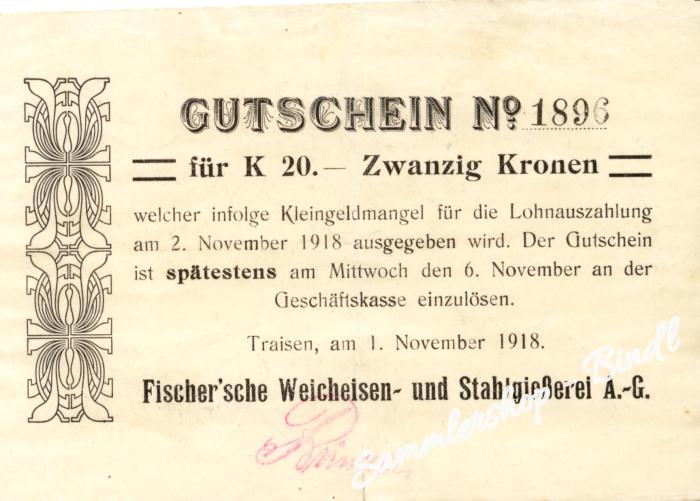 GUTSCHEIN No. 1896
für K 20.— Zwanzig Kronen
welcher infolge Kleingeldmangel für die Lohnauszahlung
am 2. November 1918 ausgegeben wird. Der Gutschein
ist spätestens am Mittwoch den 6. November an der
Geschäftskasse einzulösen.
Traisen, am 1. November 1918.
Fischer'sche Weicheisen- und Stahlgießerei A.-G.
Sammlershop - Bindl